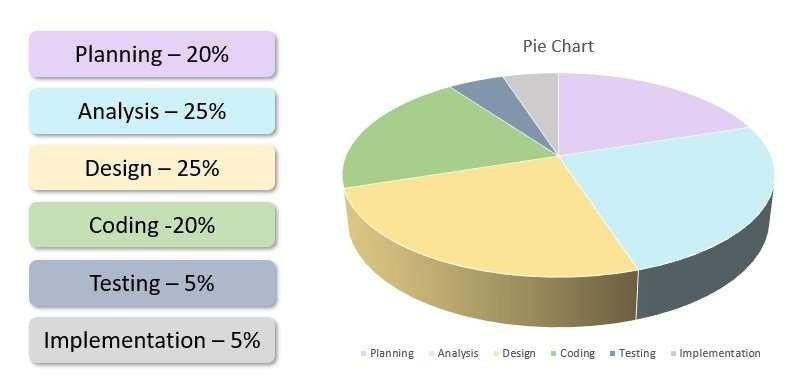 Planning – 20%
Analysis – 25%
Design – 25%
Coding -20%
Testing – 5%
Implementation – 5%
Pie Chart
Planning Analysis Design Coding Testing Implementation